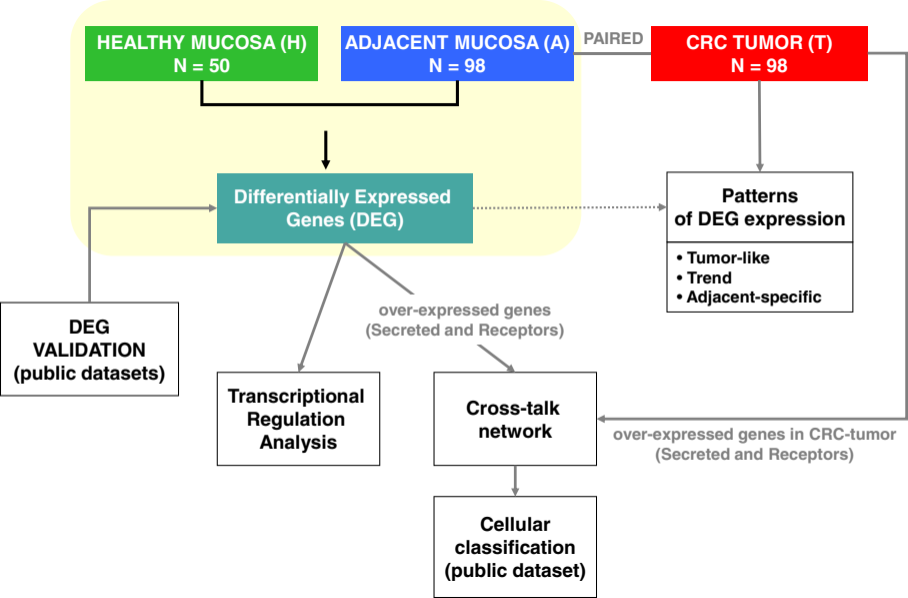 HEALTHY MUCOSA (H)
N = 50
ADJACENT MUCOSA (A)
N = 98
PAIRED
CRC TUMOR (T)
N = 98
Differentially Expressed
Genes (DEG)
Patterns
of DEG expression
• Tumor-like
• Trend
• Adjacent-specific
DEG
VALIDATION
(public datasets)
over-expressed genes
(Secreted and Receptors)
Transcriptional
Regulation
Analysis
Cross-talk
network
over-expressed genes in CRC-tumor
(Secreted and Receptors)
Cellular
classification
(public dataset)